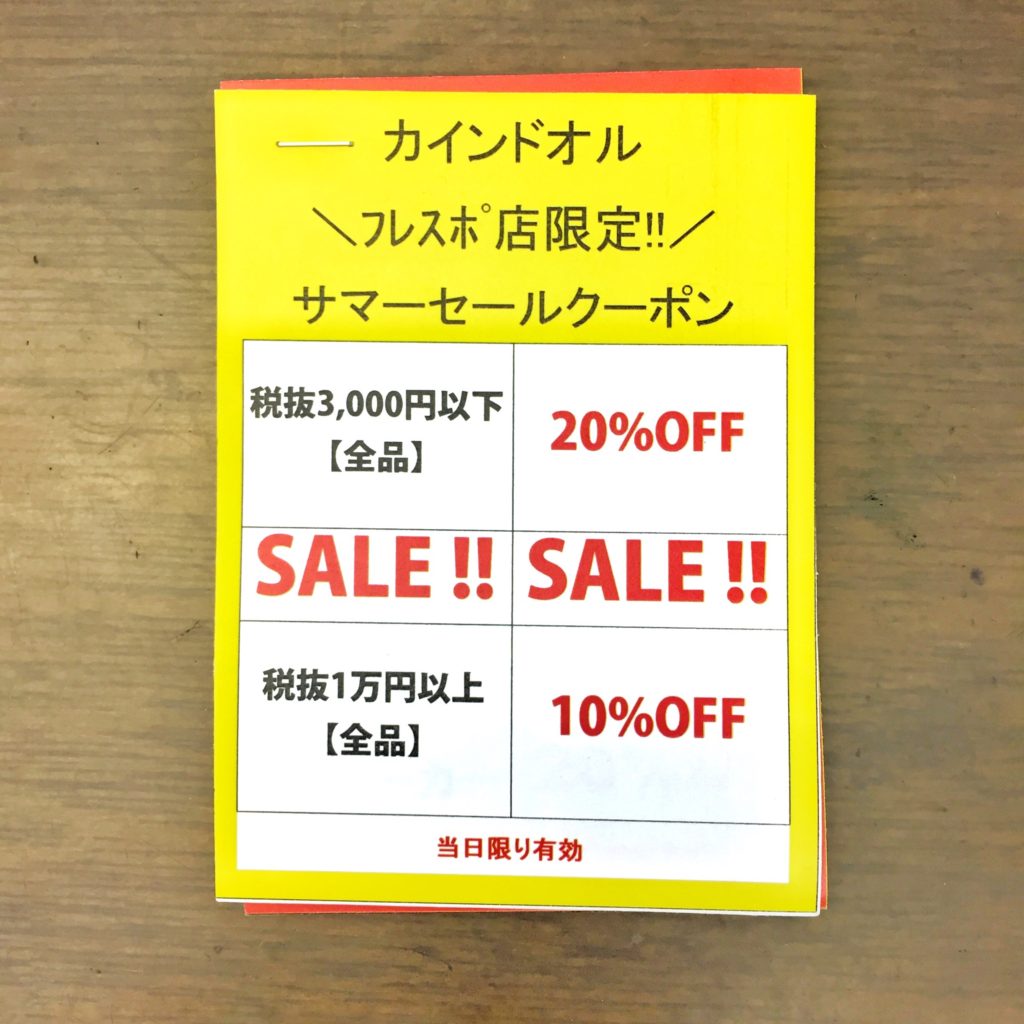 カインドオル
＼ﾌﾚｽﾎﾟ店限定!!／
サマーセールクーポン
税抜3,000円以下
【全品】
20%OFF
SALE !!
SALE !!
税抜1万円以上
【全品】
10%OFF
当日限り有効